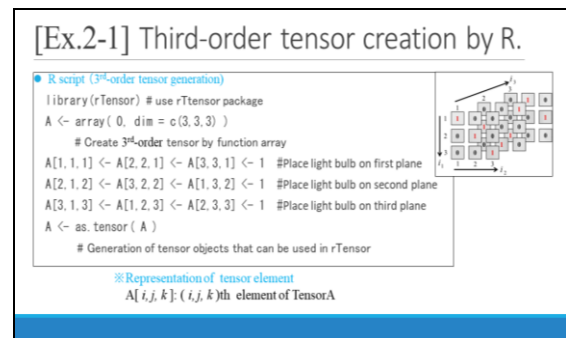 [Ex.2-1] Third-order tensor creation by R.
● R script (3rd-order tensor generation)
library(rTensor) # use rTtensor package
A <- array( 0, dim = c(3,3,3) )
# Create 3rd-order tensor by function array
A[1,1,1] <- A[2,2,1] <- A[3,3,1] <- 1 #Place light bulb on first plane
A[2,1,2] <- A[3,2,2] <- A[1,3,2] <- 1 #Place light bulb on second plane
A[3,1,3] <- A[1,2,3] <- A[2,3,3] <- 1 #Place light bulb on third plane
A <- as.tensor( A )
# Generation of tensor objects that can be used in rTensor
※Representation of tensor element
A[ i, j, k ]: ( i, j, k )th element of TensorA